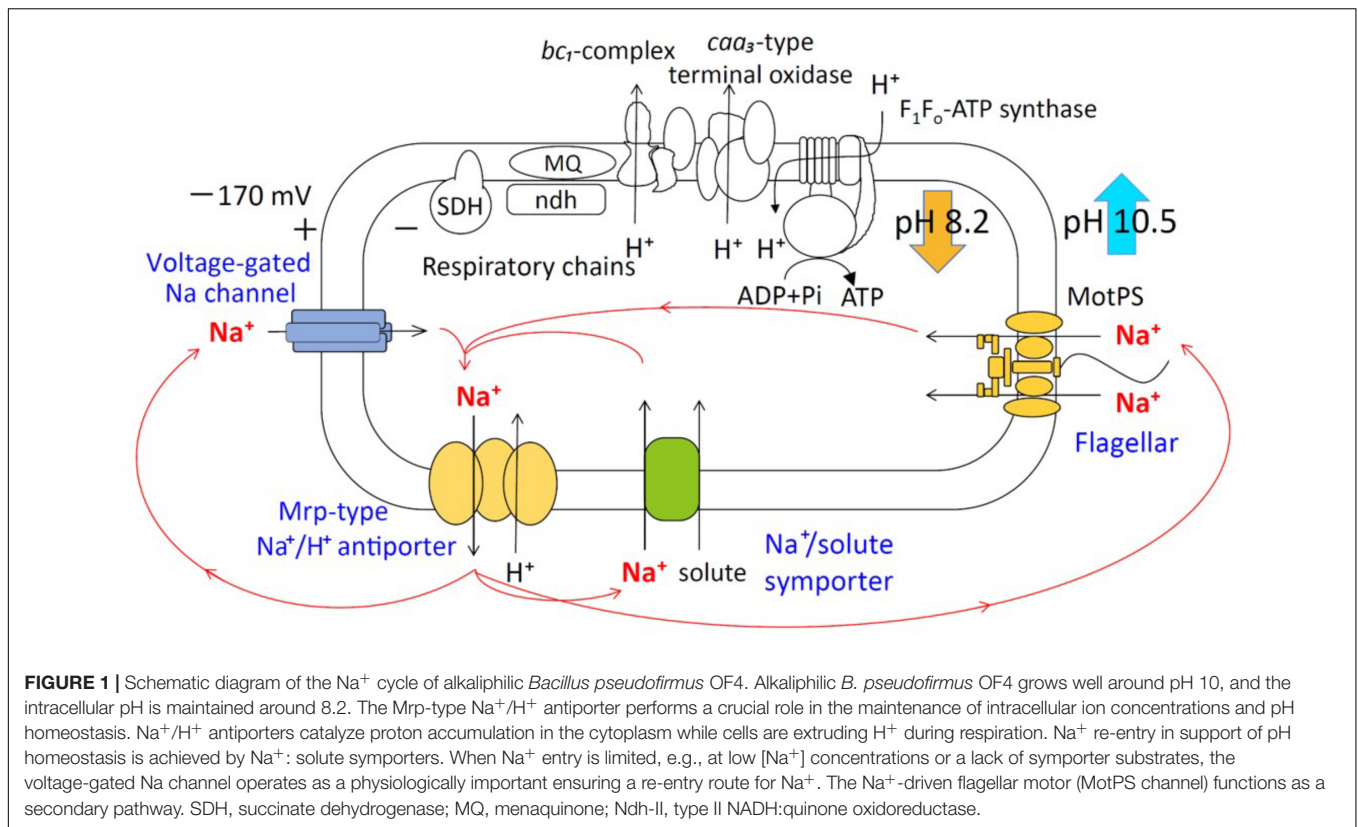 bc₁-complex
caa₃-type
terminal oxidase
H⁺
F₁Fₒ-ATP synthase
MQ
ndh
SDH
−170 mV
+
−
H⁺
H⁺
H⁺
Respiratory chains
ADP+Pi
ATP
pH 8.2
pH 10.5
Voltage-gated
Na channel
Na⁺
MotPS
Na⁺
Na⁺
Flagellar
Na⁺
Mrp-type
Na⁺/H⁺ antiporter
H⁺
Na⁺ solute
Na⁺/solute
symporter
FIGURE 1 | Schematic diagram of the Na⁺ cycle of alkaliphilic Bacillus pseudofirmus OF4. Alkaliphilic B. pseudofirmus OF4 grows well around pH 10, and the
intracellular pH is maintained around 8.2. The Mrp-type Na⁺/H⁺ antiporter performs a crucial role in the maintenance of intracellular ion concentrations and pH
homeostasis. Na⁺/H⁺ antiporters catalyze proton accumulation in the cytoplasm while cells are extruding H⁺ during respiration. Na⁺ re-entry in support of pH
homeostasis is achieved by Na⁺: solute symporters. When Na⁺ entry is limited, e.g., at low [Na⁺] concentrations or a lack of symporter substrates, the
voltage-gated Na channel operates as a physiologically important ensuring a re-entry route for Na⁺. The Na⁺-driven flagellar motor (MotPS channel) functions as a
secondary pathway. SDH, succinate dehydrogenase; MQ, menaquinone; Ndh-II, type II NADH:quinone oxidoreductase.